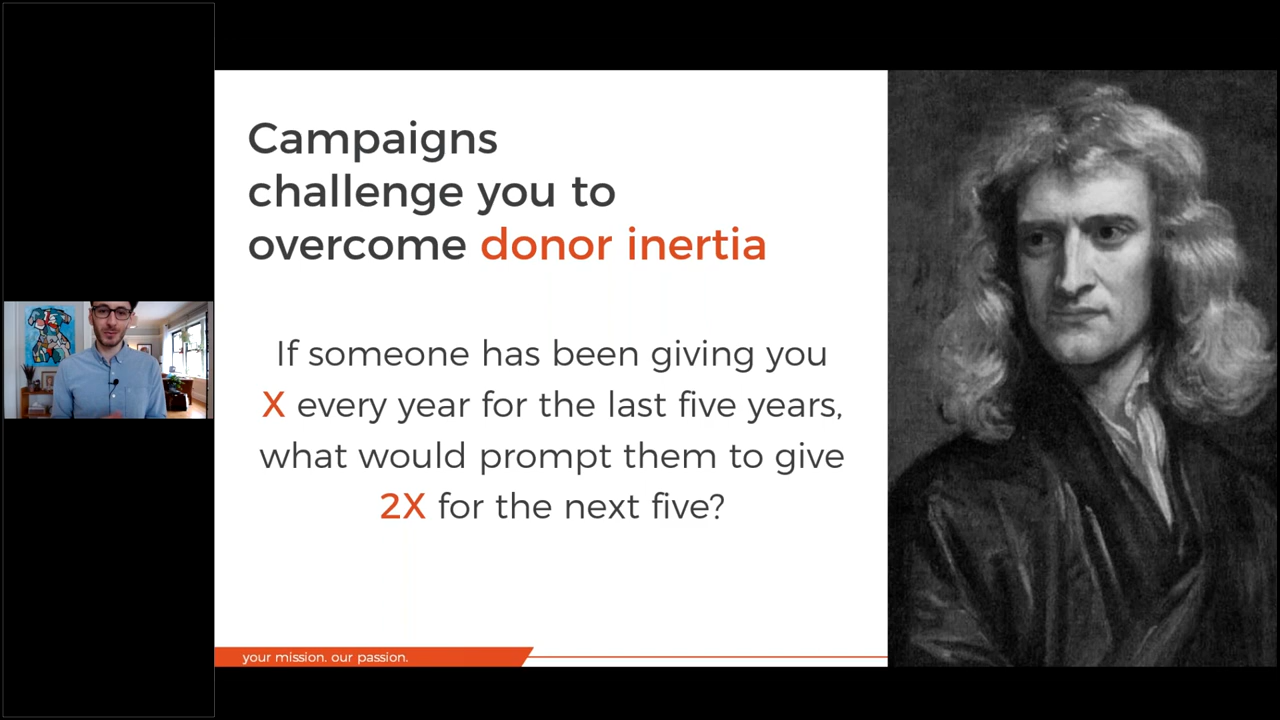 Campaigns
challenge you to
overcome donor inertia
If someone has been giving you
X every year for the last five years,
what would prompt them to give
2X for the next five?
your mission. our passion.